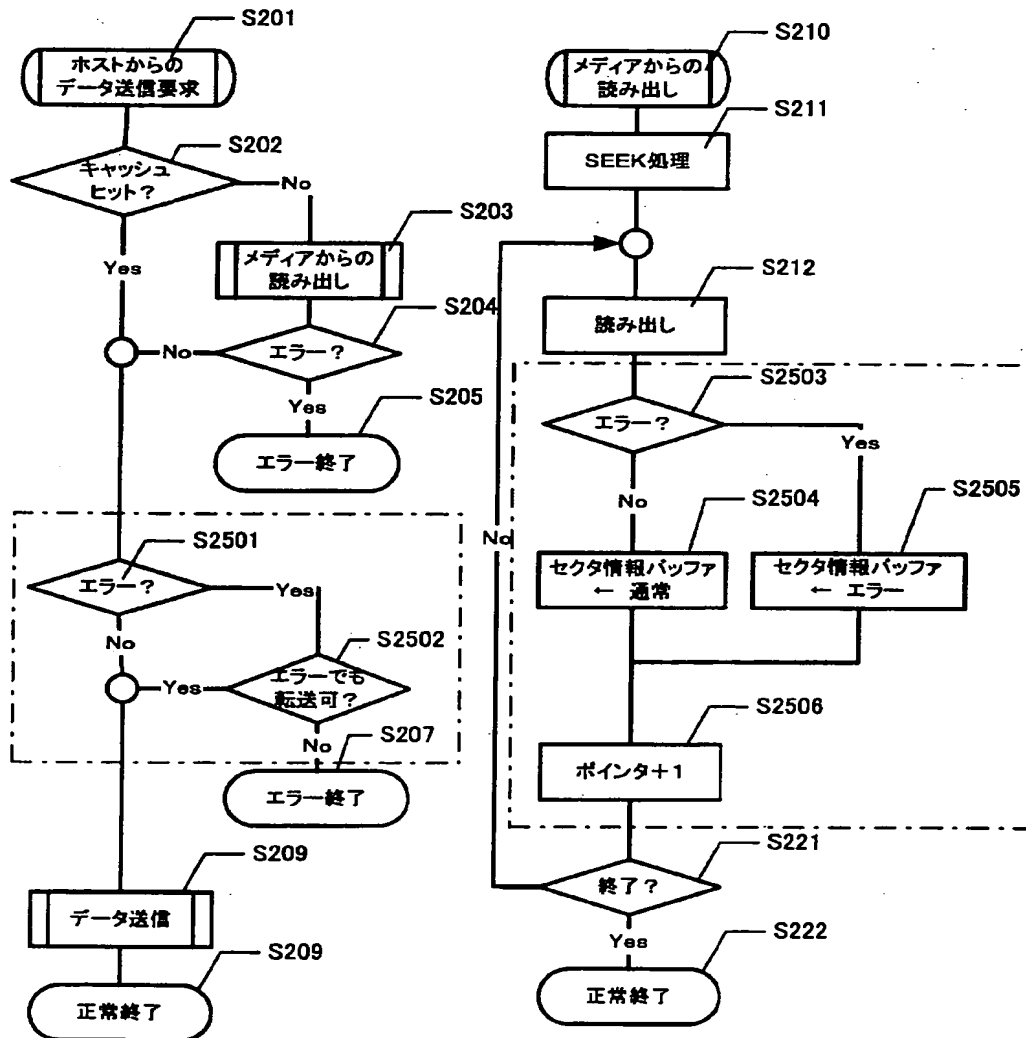 S201
ホストからの
データ送信要求
S202
キャッシュ
ヒット?
No
Yes
S203
メディアからの
読み出し
S204
エラー?
No
Yes
S205
エラー終了
S2501
エラー?
Yes
No
S2502
エラーでも
転送可?
Yes
No
S207
エラー終了
S209
データ送信
S209
正常終了
S210
メディアからの
読み出し
S211
SEEK処理
S212
読み出し
S2503
エラー?
Yes
No
S2504
セクタ情報バッファ
← 通常
S2505
セクタ情報バッファ
← エラー
S2506
ポインタ+1
S221
終了?
No
Yes
S222
正常終了